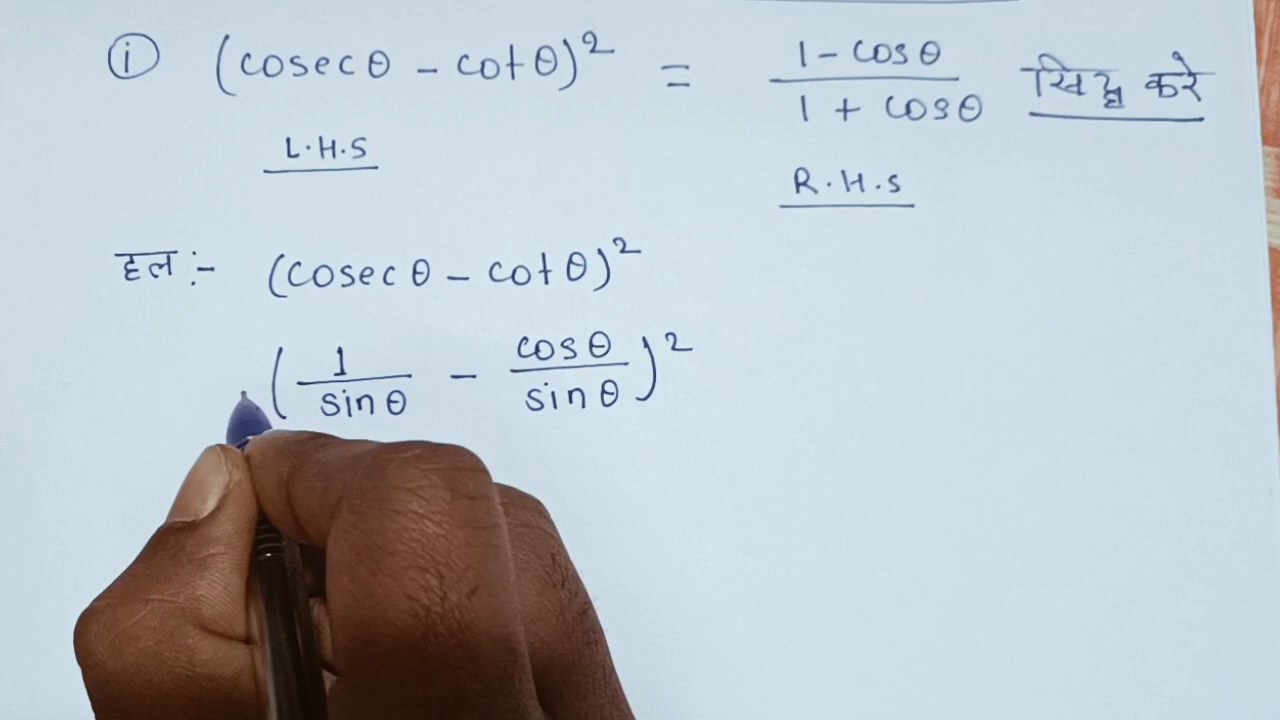 i (cosecθ - cotθ)² = (1 - cosθ)/(1 + cosθ) सिद्ध करे
L.H.S R.H.S
हल :- (cosecθ - cotθ)²
(1/sinθ - cosθ/sinθ)²